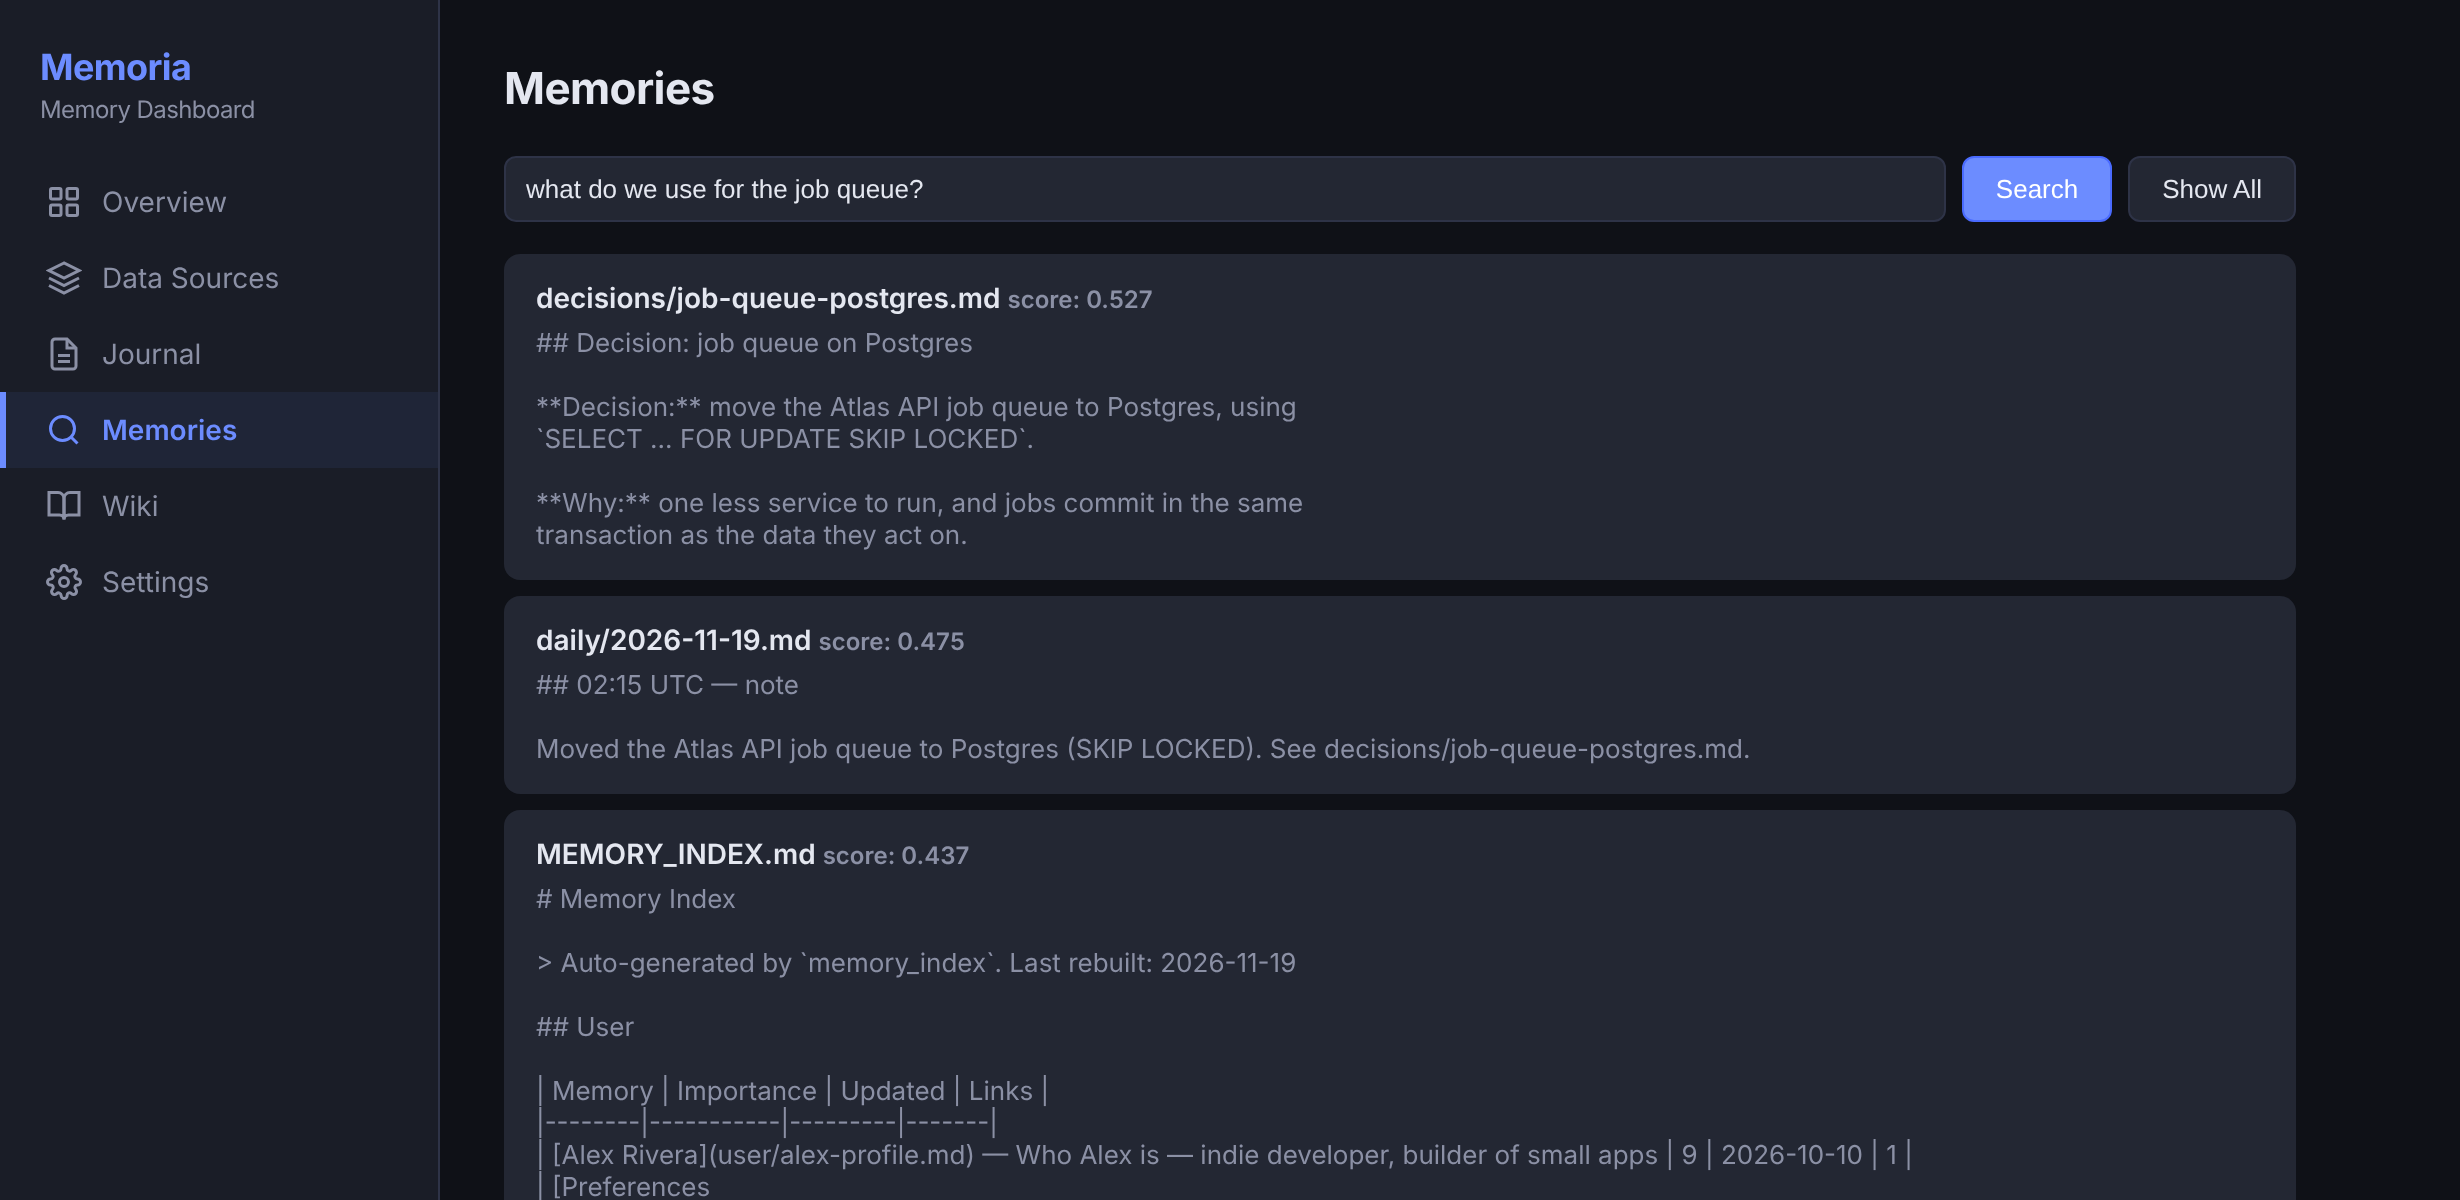 Memoria
Memory Dashboard
Overview
Data Sources
Journal
Memories
Wiki
Settings
Memories
what do we use for the job queue?
Search
Show All
decisions/job-queue-postgres.md score: 0.527
## Decision: job queue on Postgres
**Decision:** move the Atlas API job queue to Postgres, using
`SELECT ... FOR UPDATE SKIP LOCKED`.
**Why:** one less service to run, and jobs commit in the same
transaction as the data they act on.
daily/2026-11-19.md score: 0.475
## 02:15 UTC — note
Moved the Atlas API job queue to Postgres (SKIP LOCKED). See decisions/job-queue-postgres.md.
MEMORY_INDEX.md score: 0.437
# Memory Index
> Auto-generated by `memory_index`. Last rebuilt: 2026-11-19
## User
| Memory | Importance | Updated | Links |
|--------|-----------|---------|-------|
| [Alex Rivera](user/alex-profile.md) — Who Alex is — indie developer, builder of small apps | 9 | 2026-10-10 | 1 |
| [Preferences